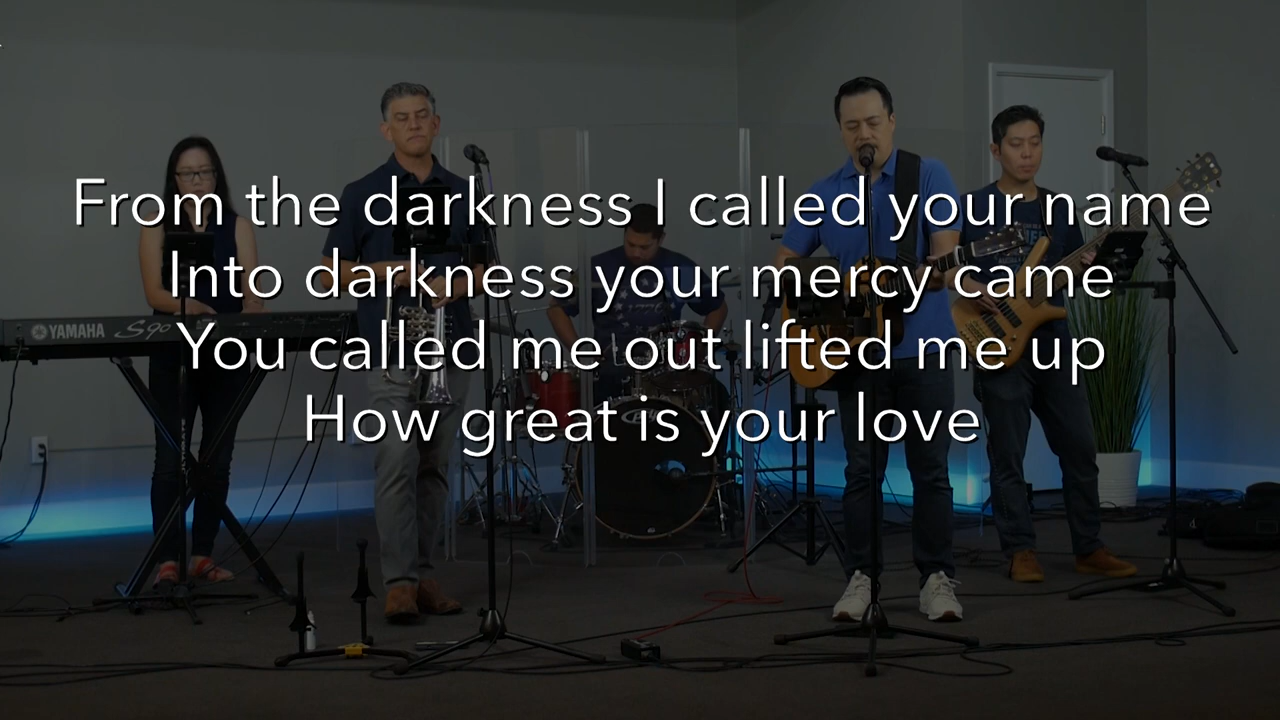 From the darkness I called your name
Into darkness your mercy came
You called me out lifted me up
How great is your love
YAMAHA S90